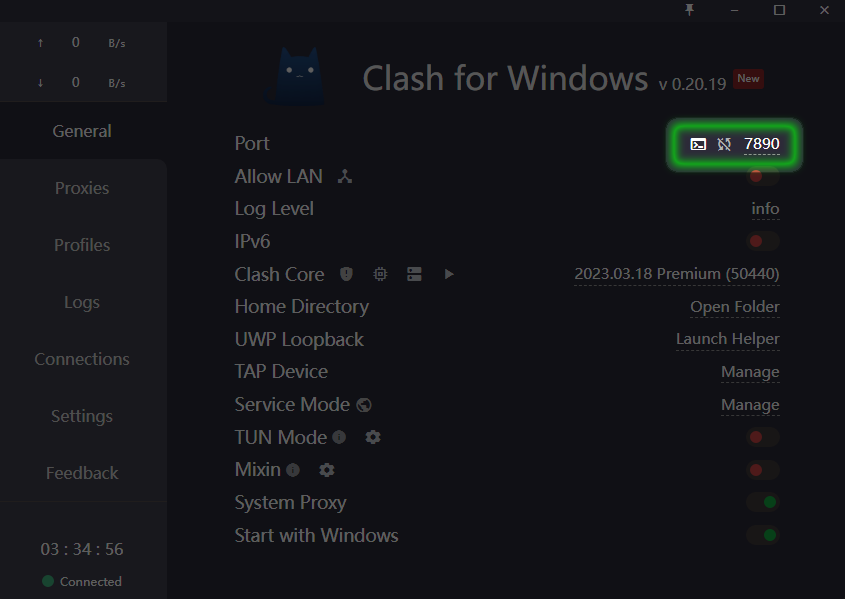 ↑ 0 B/s
↓ 0 B/s
General
Proxies
Profiles
Logs
Connections
Settings
Feedback
03 : 34 : 56
Connected
Clash for Windows v 0.20.19 New
Port 7890
Allow LAN
Log Level info
IPv6
Clash Core 2023.03.18 Premium (50440)
Home Directory Open Folder
UWP Loopback Launch Helper
TAP Device Manage
Service Mode Manage
TUN Mode
Mixin
System Proxy
Start with Windows